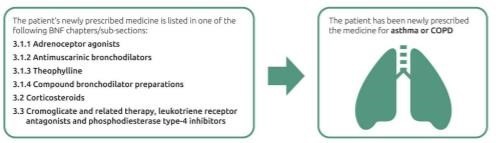 The patient's newly prescribed medicine is listed in one of the
following BNF chapters/sub-sections:
3.1.1 Adrenoceptor agonists
3.1.2 Antimuscarinic bronchodilators
3.1.3 Theophylline
3.1.4 Compound bronchodilator preparations
3.2 Corticosteroids
3.3 Cromoglicate and related therapy, leukotriene receptor
antagonists and phosphodiesterase type-4 inhibitors
The patient has been newly prescribed
the medicine for asthma or COPD